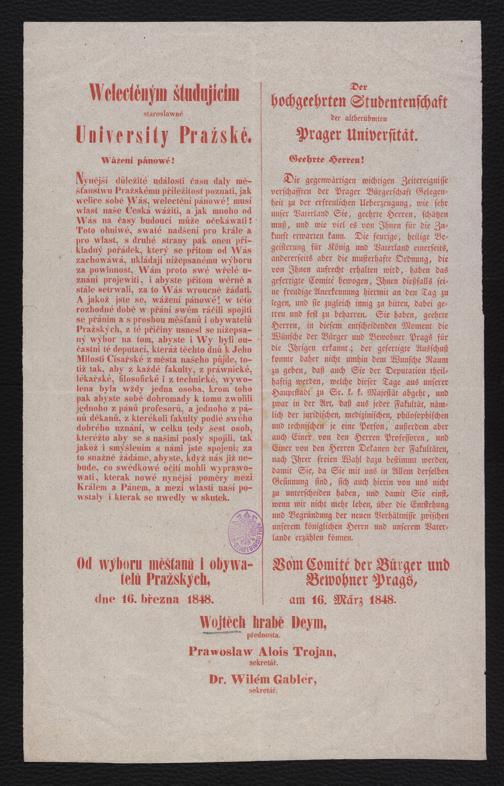 Welectěným študujícím
staroslawné
University Pražské.
Wážení pánowé!
Nynější důležité události času daly mě-
šťanstwu Pražskému příležitost poznati, jak
welice sobě Wás, welectění pánowé! musí
wlast naše Česká wážiti, a jak mnoho od
Wás na časy budoucí může očekáwati!
Toto ohniwé, swaté nadšení pro krále a
pro wlast, s druhé strany pák onen pří-
kladný pořádek, který se přitom od Wás
zachowáwá, ukládají nížepsanému wýboru
za powinnost, Wám proto swé wřelé u-
znání projewiti, i abyste přitom wěrně a
stále setrwali, za to Wás wroucně žádati.
A jakož jste se, wážení pánowé! w této
rozhodné době w přání swém ráčili spojiti
se přáním a s prosbou měšťanů i obywatelů
Pražských, z té příčiny usnesl se nížepsa-
ný wýbor na tom, abyste i Wy byli ou-
častni té deputací, kteráž těchto dnů k Jeho
Milosti Císařské z města našeho půjde, to-
tiž tak, aby z každé fakulty, z práwnické,
lékařské, filosofické i z technické, wywo-
lena byla wždy jedna osoba, krom toho
pak abyste sobě dohromady k tomu zwolili
jednoho z pánů profesorů, a jednoho z pá-
nů děkanů, z kterékoli fakulty podlé swého
dobrého uznání, w celku tedy šest osob,
kteréžto aby se s našimi posly spojili, tak
jakož i smýšlením s námi jste spojeni; za
to snažně žádáme, abyste, když nás již ne-
bude, co swědkowé očití mohli wyprawo-
wati, kterak nowé nynější poměry mezi
Králem a Pánem, a mezi wlastí naší po-
wstaly i kterak se uwedly w skutek.
Od wýboru měšťanů i obywa-
telů Pražských,
dne 16. března 1848.
Der
hochgeehrten Studentenschaft
der altberühmten
Prager Universität.
Geehrte Herren!
Die gegenwärtigen wichtigen Zeitereignisse
verschafften der Prager Bürgerschaft Gelegen-
heit zu der erfreulichen Ueberzeugung, wie sehr
unser Vaterland Sie, geehrte Herren, schätzen
muß, und wie viel es von Ihnen für die Zu-
kunft erwarten kann. Die feurige, heilige Be-
geisterung für König und Vaterland einerseits,
andererseits aber die musterhafte Ordnung, die
von Ihnen aufrecht erhalten wird, haben das
gefertigte Comité bewogen, Ihnen dießfalls sei-
ne freudige Anerkennung hiermit an den Tag zu
legen, und sie zugleich innig zu bitten, dabei ge-
treu und fest zu beharren. Sie haben, geehrte
Herren, in diesem entscheidenden Moment die
Wünsche der Bürger und Bewohner Prags für
die Ihrigen erkannt; der gefertigte Ausschuß
konnte daher nicht umhin dem Wunsche Raum
zu geben, daß auch Sie der Deputation theil-
haftig werden, welche dieser Tage aus unserer
Hauptstadt zu Sr. k. k. Majestät abgeht, und
zwar in der Art, daß aus jeder Fakultät, näm-
lich der juridischen, medizinischen, philosophischen
und technischen je eine Person, außerdem aber
auch Einer von den Herren Professoren, und
Einer von den Herren Dekanen der Fakultäten,
nach Ihrer freien Wahl dazu bestimmt werden,
damit Sie, da Sie mit uns in Allem derselben
Gesinnung sind, sich auch hierin von uns nicht
zu unterscheiden haben, und damit Sie einst,
wenn wir nicht mehr leben, über die Entstehung
und Begründung der neuen Verhältnisse zwischen
unserem königlichen Herrn und unserem Vater-
lande erzählen können.
Vom Comité der Bürger und
Bewohner Prags,
am 16. März 1848.
Wojtěch hrabě Deym,
přednosta.
Prawoslaw Alois Trojan,
sekretář.
Dr. Wilém Gabler,
sekretář.